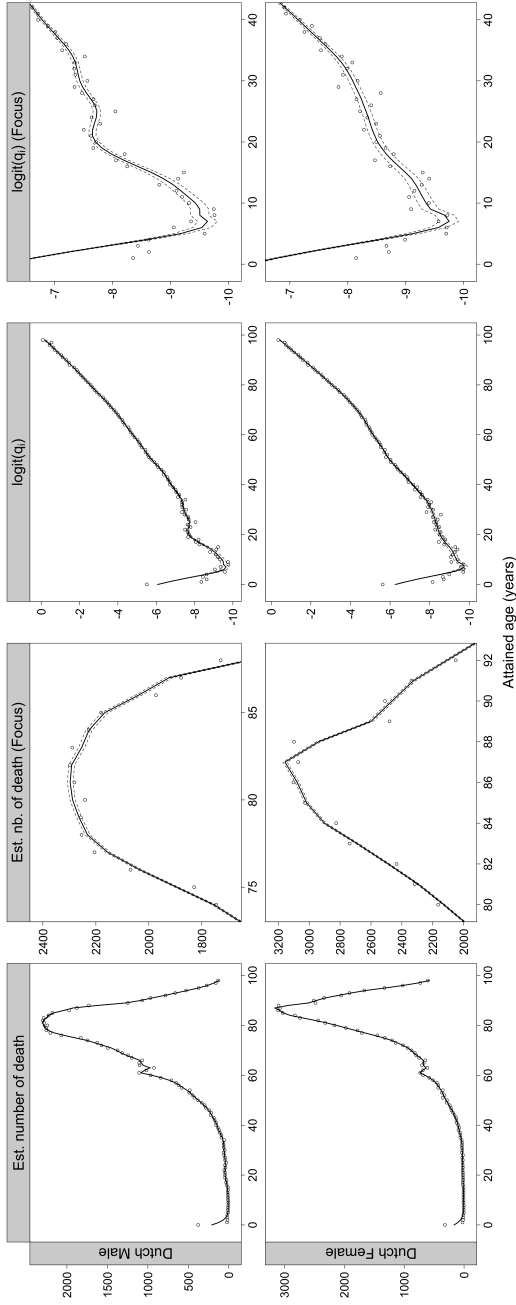 Est. number of death
Est. nb. of death (Focus)
logit(qi)
logit(qi) (Focus)
Dutch Male
0 500 1000 1500 2000
0 20 40 60 80 100
1800 2000 2200 2400
75 80 85
-10 -8 -6 -4 -2 0
0 20 40 60 80 100
-10 -9 -8 -7
0 10 20 30 40
Dutch Female
0 1000 2000 3000
0 20 40 60 80 100
2000 2200 2400 2600 2800 3000 3200
80 82 84 86 88 90 92
-10 -8 -6 -4 -2 0
0 20 40 60 80 100
-10 -9 -8 -7
0 10 20 30 40
Attained age (years)